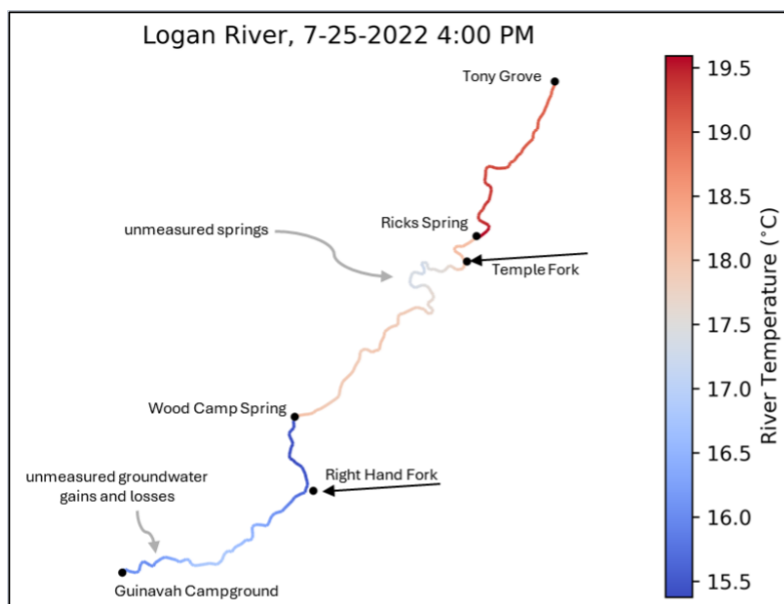 Logan River, 7-25-2022 4:00 PM
Tony Grove
Ricks Spring
unmeasured springs
Temple Fork
Wood Camp Spring
Right Hand Fork
unmeasured groundwater
gains and losses
Guinavah Campground
19.5
19.0
18.5
18.0
17.5
17.0
16.5
16.0
15.5
River Temperature (°C)